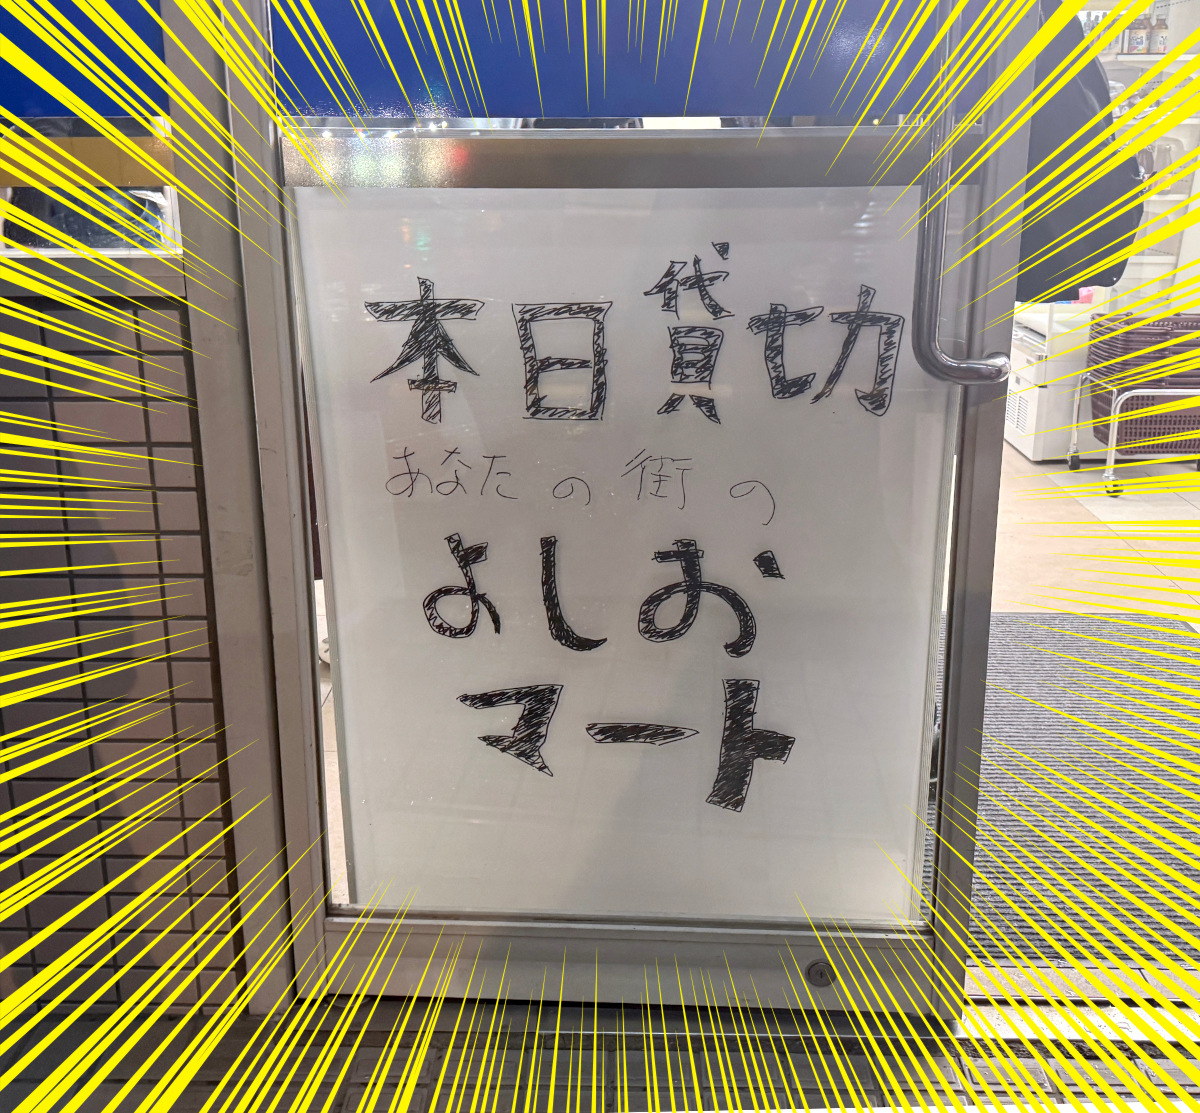 本日貸切
あなたの街の
よしお
マート